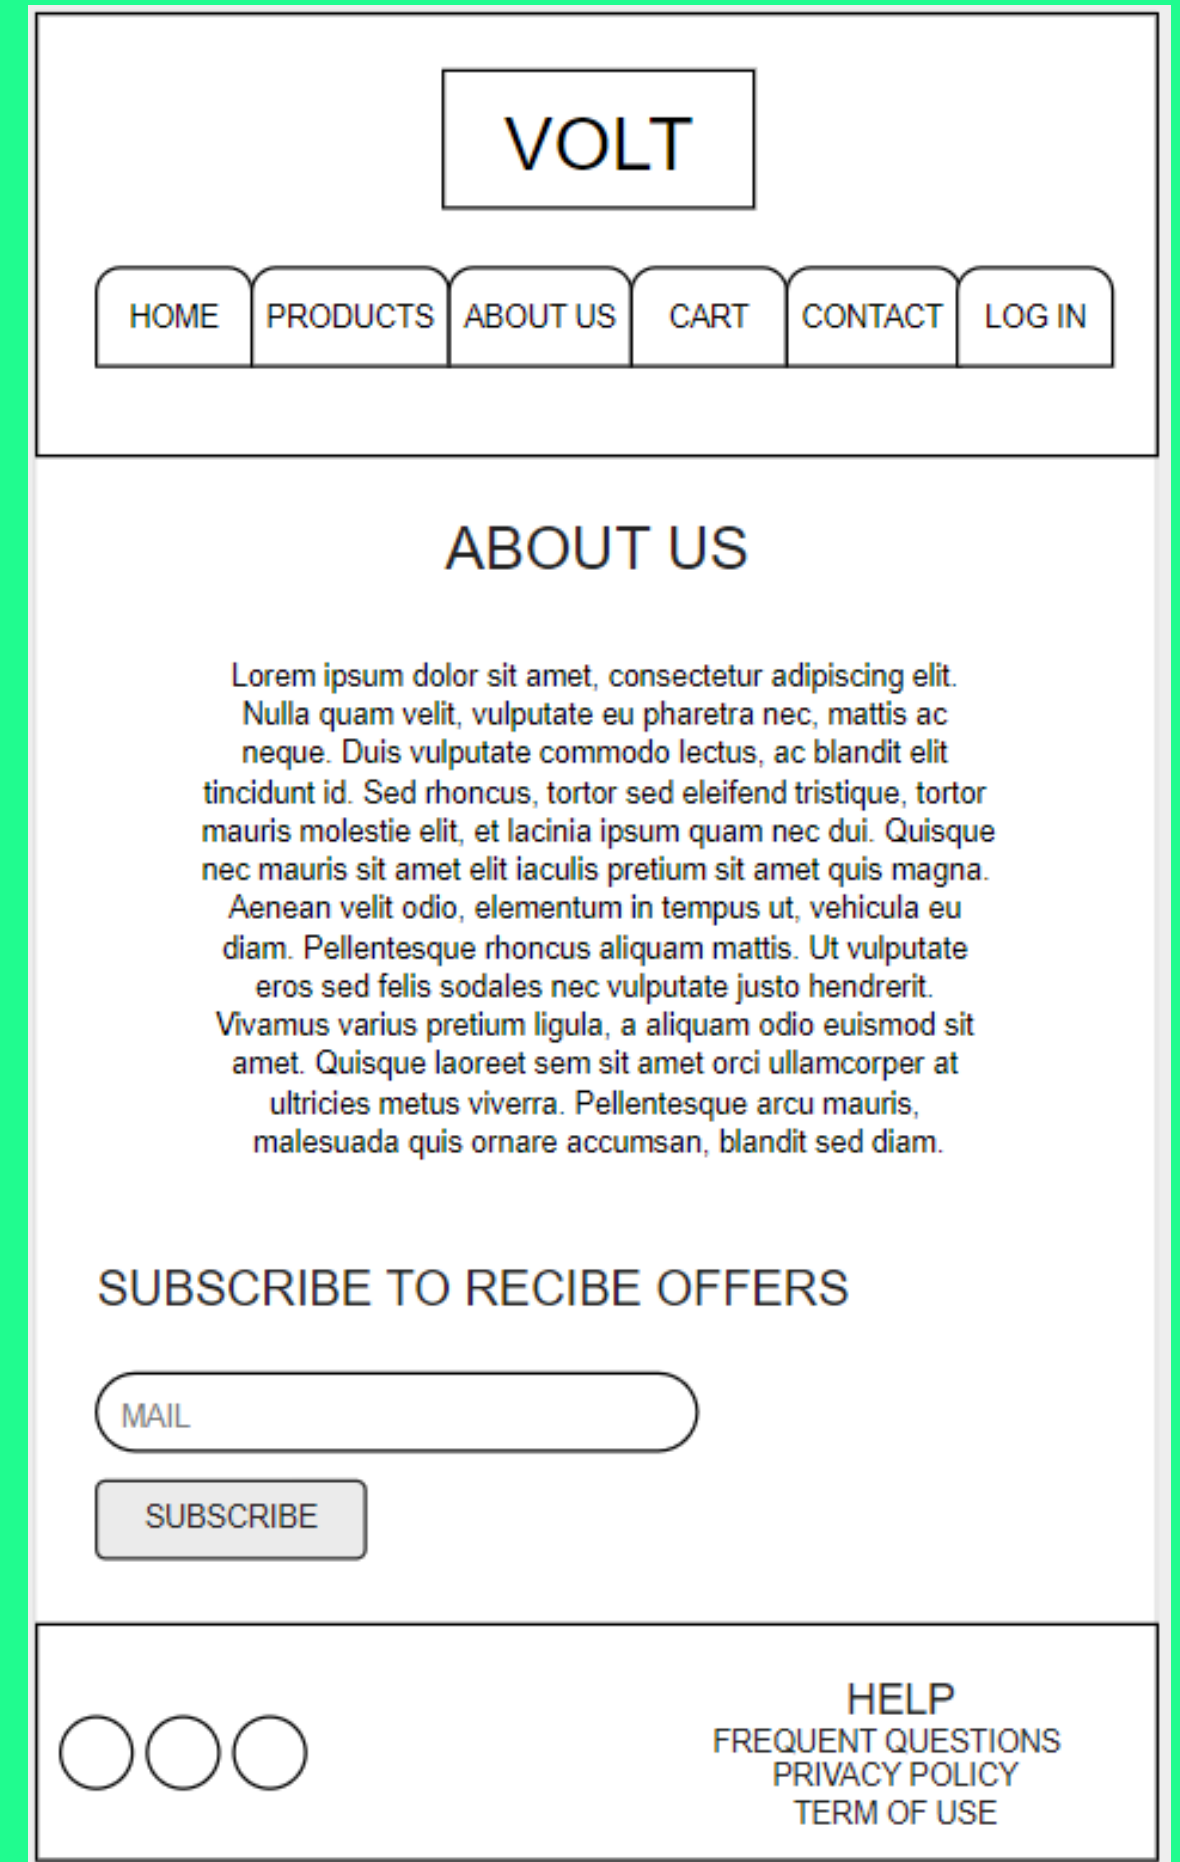 VOLT
HOME PRODUCTS ABOUT US CART CONTACT LOG IN
ABOUT US
Lorem ipsum dolor sit amet, consectetur adipiscing elit.
Nulla quam velit, vulputate eu pharetra nec, mattis ac
neque. Duis vulputate commodo lectus, ac blandit elit
tincidunt id. Sed rhoncus, tortor sed eleifend tristique, tortor
mauris molestie elit, et lacinia ipsum quam nec dui. Quisque
nec mauris sit amet elit iaculis pretium sit amet quis magna.
Aenean velit odio, elementum in tempus ut, vehicula eu
diam. Pellentesque rhoncus aliquam mattis. Ut vulputate
eros sed felis sodales nec vulputate justo hendrerit.
Vivamus varius pretium ligula, a aliquam odio euismod sit
amet. Quisque laoreet sem sit amet orci ullamcorper at
ultricies metus viverra. Pellentesque arcu mauris,
malesuada quis ornare accumsan, blandit sed diam.
SUBSCRIBE TO RECIBE OFFERS
MAIL
SUBSCRIBE
HELP
FREQUENT QUESTIONS
PRIVACY POLICY
TERM OF USE